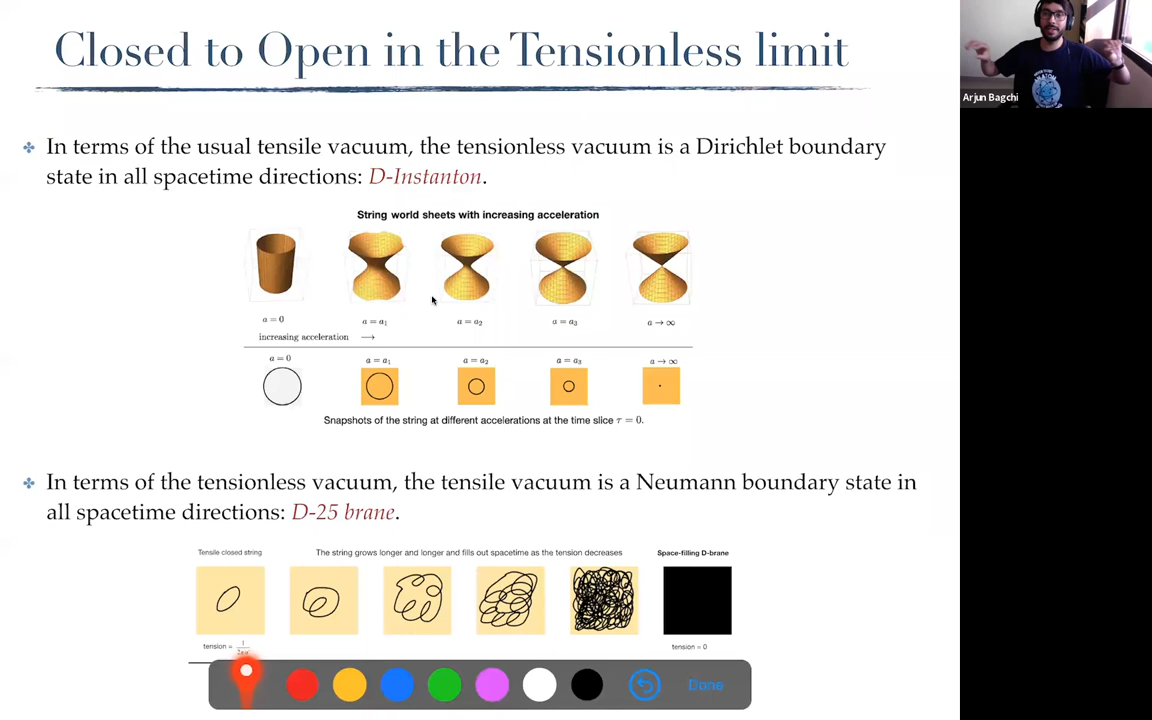 Closed to Open in the Tensionless limit
Arjun Bagchi
In terms of the usual tensile vacuum, the tensionless vacuum is a Dirichlet boundary
state in all spacetime directions: D-Instanton.
String world sheets with increasing acceleration
a = 0 a = a₁ a = a₂ a = a₃ a → ∞
increasing acceleration →
a = 0 a = a₁ a = a₂ a = a₃ a → ∞
Snapshots of the string at different accelerations at the time slice τ = 0.
In terms of the tensionless vacuum, the tensile vacuum is a Neumann boundary state in
all spacetime directions: D-25 brane.
Tensile closed string The string grows longer and longer and fills out spacetime as the tension decreases Space-filling D-brane
tension = tension = 0
Done